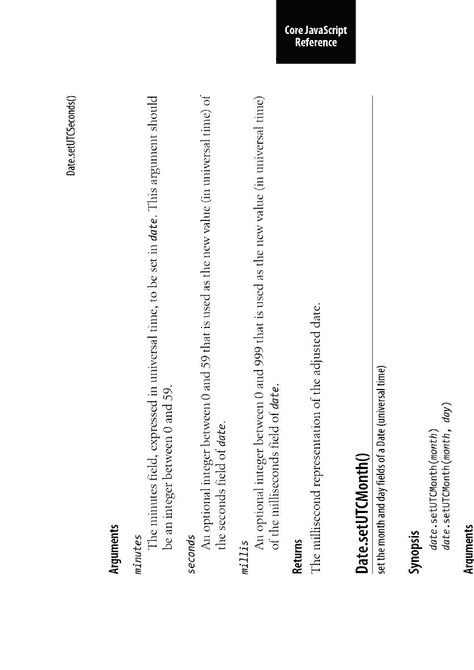 Core JavaScript
Reference
Date.setUTCSeconds()
Arguments
minutes
The minutes field, expressed in universal time, to be set in date. This argument should
be an integer between 0 and 59.
seconds
An optional integer between 0 and 59 that is used as the new value (in universal time) of
the seconds field of date.
millis
An optional integer between 0 and 999 that is used as the new value (in universal time)
of the milliseconds field of date.
Returns
The millisecond representation of the adjusted date.
Date.setUTCMonth()
set the month and day fields of a Date (universal time)
Synopsis
date.setUTCMonth(month)
date.setUTCMonth(month, day)
Arguments